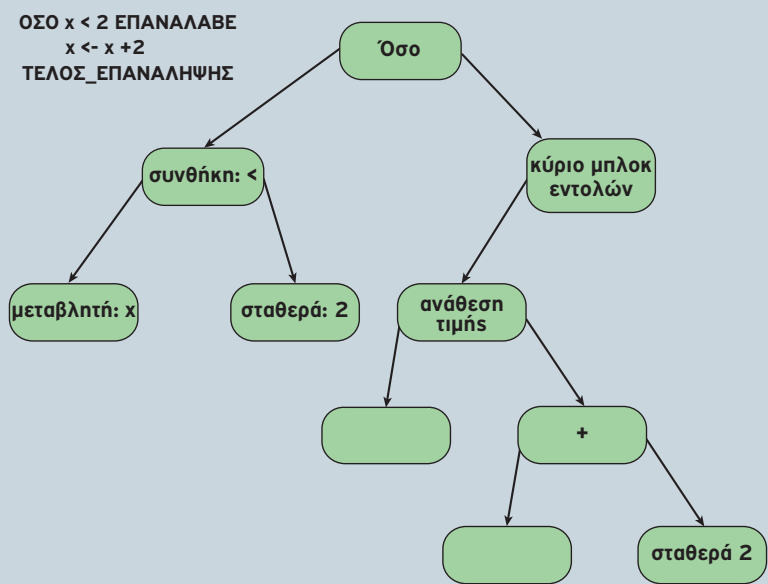 ΟΣΟ x < 2 ΕΠΑΝΑΛΑΒΕ
x <- x +2
ΤΕΛΟΣ_ΕΠΑΝΑΛΗΨΗΣ
Όσο
συνθήκη: <
κύριο μπλοκ
εντολών
μεταβλητή: x
σταθερά: 2
ανάθεση
τιμής
+
σταθερά 2